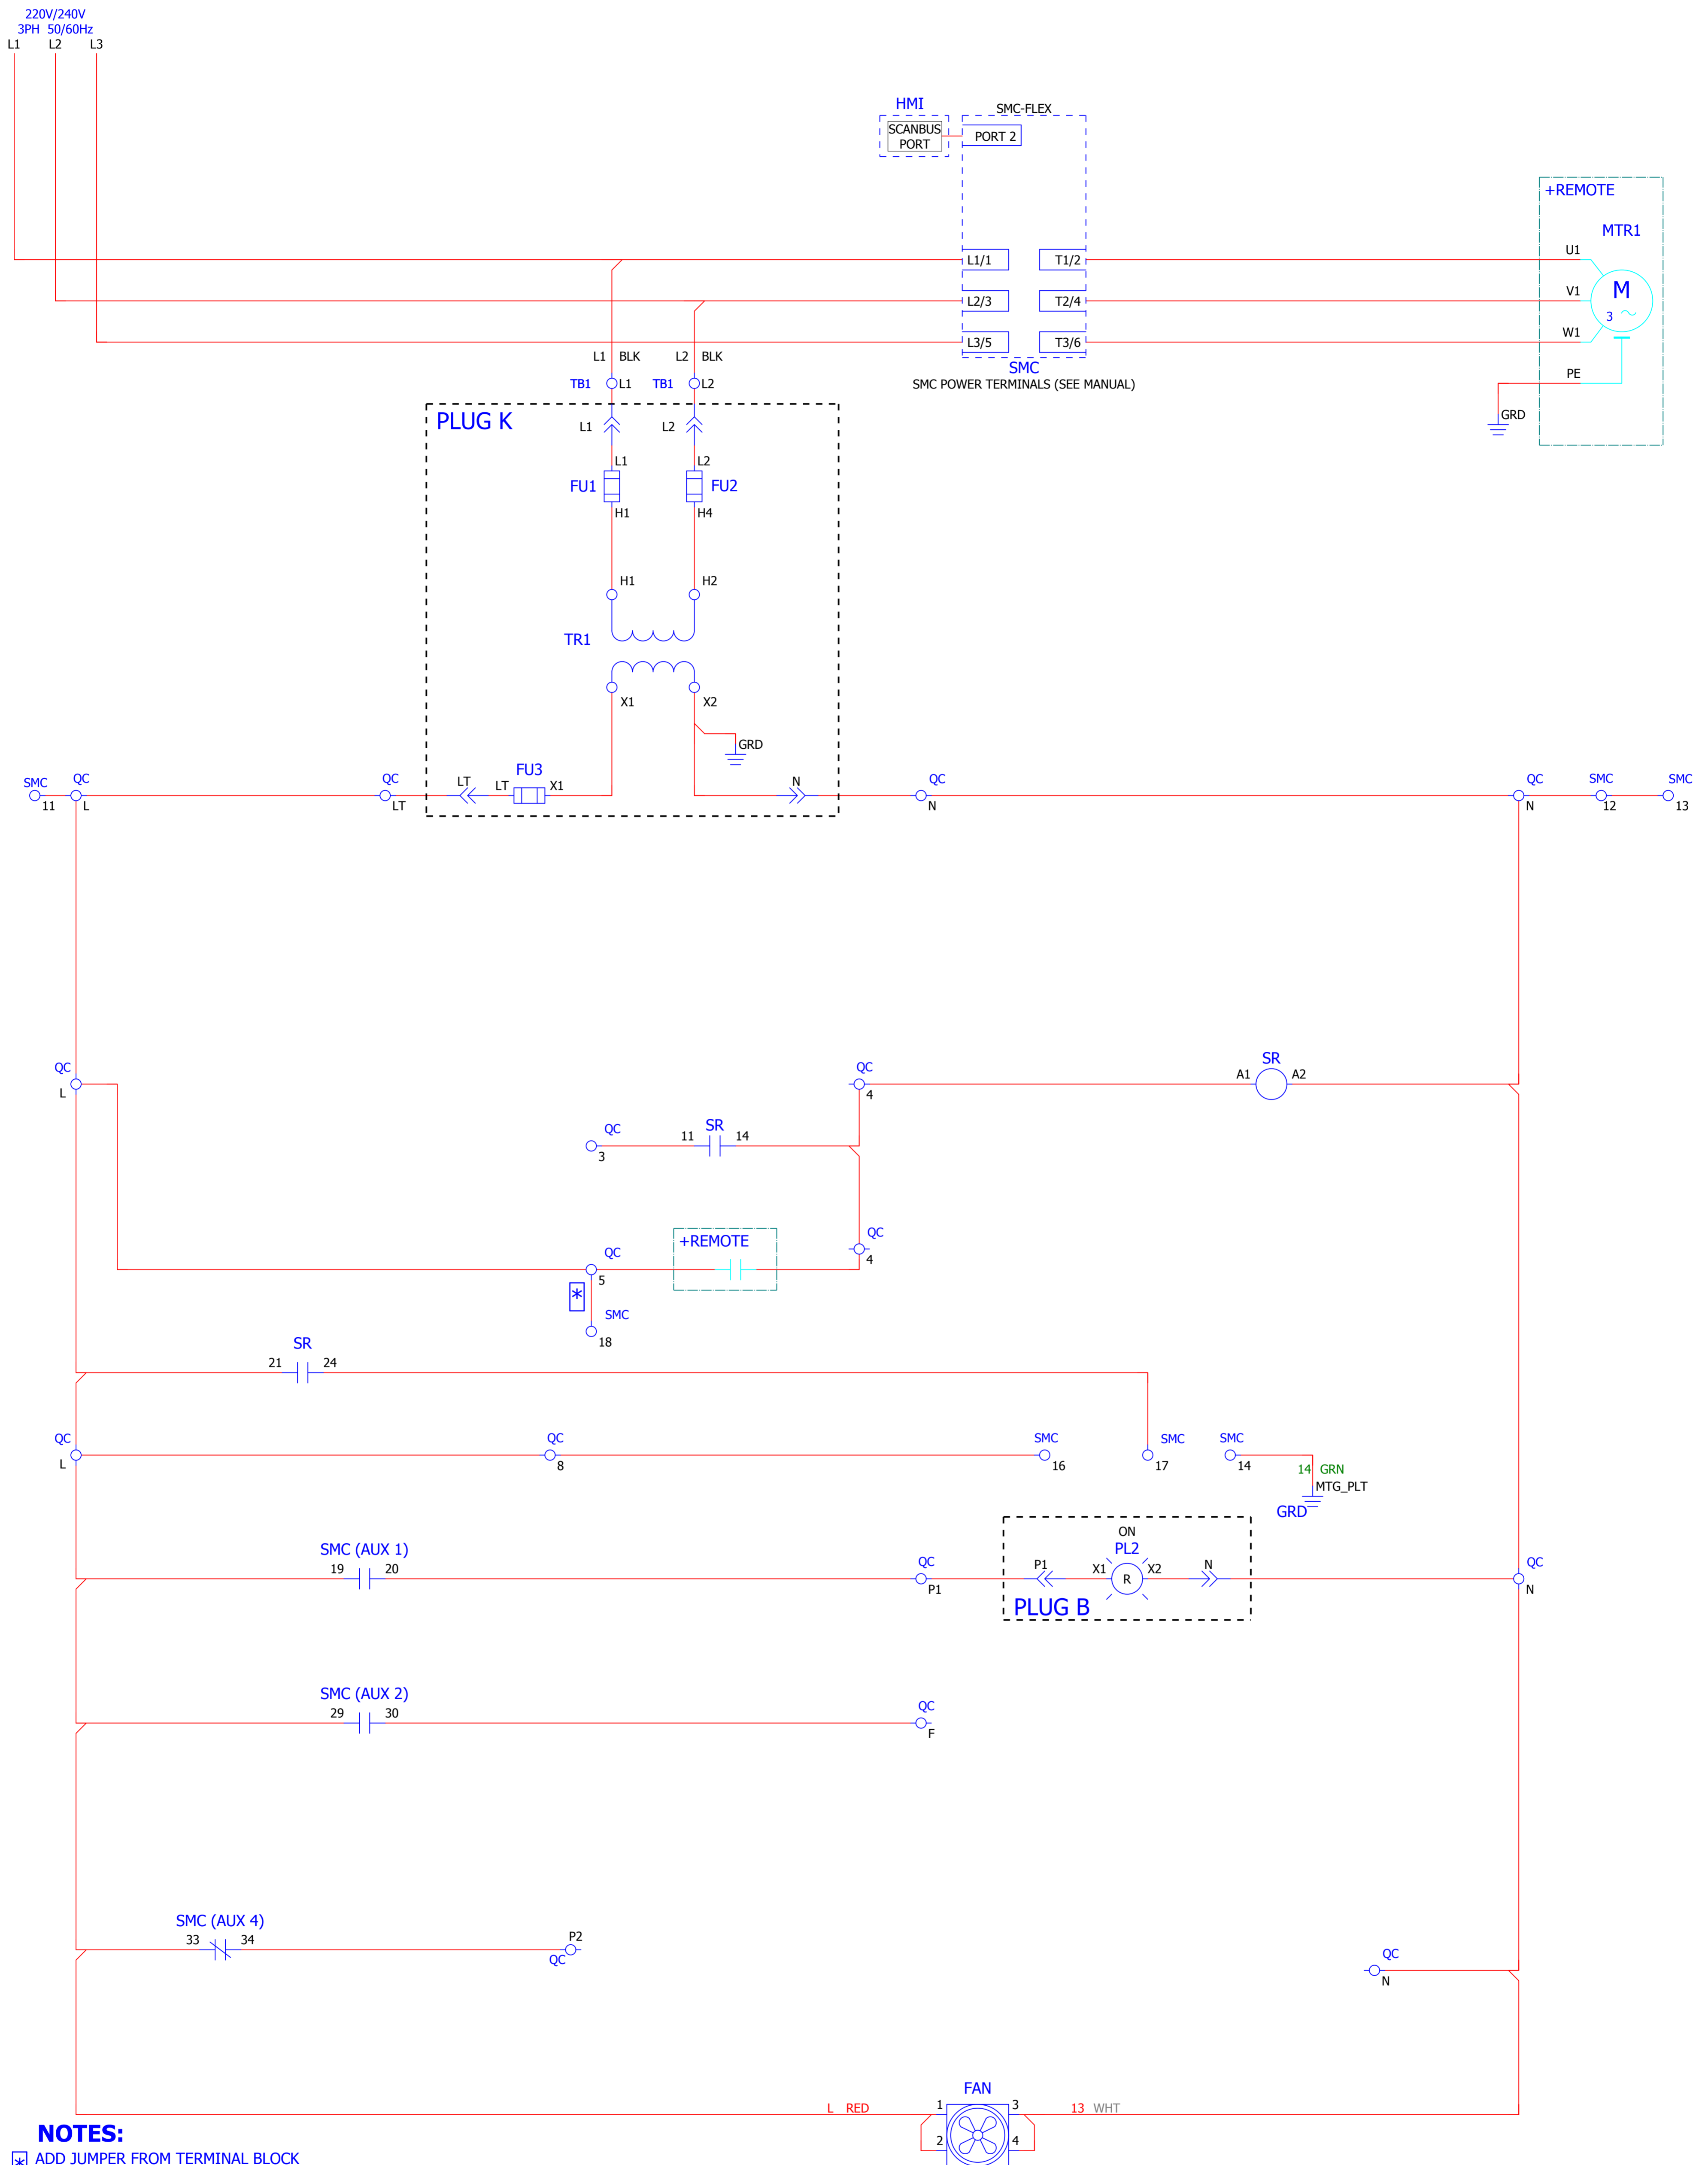 220V/240V
3PH 50/60Hz
L1 L2 L3
HMI
SMC-FLEX
SCANBUS
PORT
PORT 2
+REMOTE
MTR1
U1
L1/1 T1/2
M
3
V1
L2/3 T2/4
W1
L3/5 T3/6
L1 BLK L2 BLK
SMC
SMC POWER TERMINALS (SEE MANUAL)
PE
TB1 L1 TB1 L2
GRD
PLUG K
L1 L2
L1 L2
FU1 FU2
H1 H4
H1 H2
TR1
X1 X2
GRD
SMC QC QC LT LT FU3 X1 N QC QC SMC SMC
11 L LT N N 12 13
QC QC SR
L 4 A1 A2
QC 11 SR 14
3
QC
4
+REMOTE
QC
5
*
SMC
18
SR
21 24
QC QC SMC SMC SMC
L 8 16 17 14
14 GRN
MTG_PLT
GRD
ON
PL2
SMC (AUX 1)
19 20 QC P1 X1 R X2 N QC
P1 N
PLUG B
SMC (AUX 2)
29 30 QC
F
SMC (AUX 4)
33 34 P2
QC
QC
N
FAN
L RED 1 3 13 WHT
2 4
NOTES:
* ADD JUMPER FROM TERMINAL BLOCK